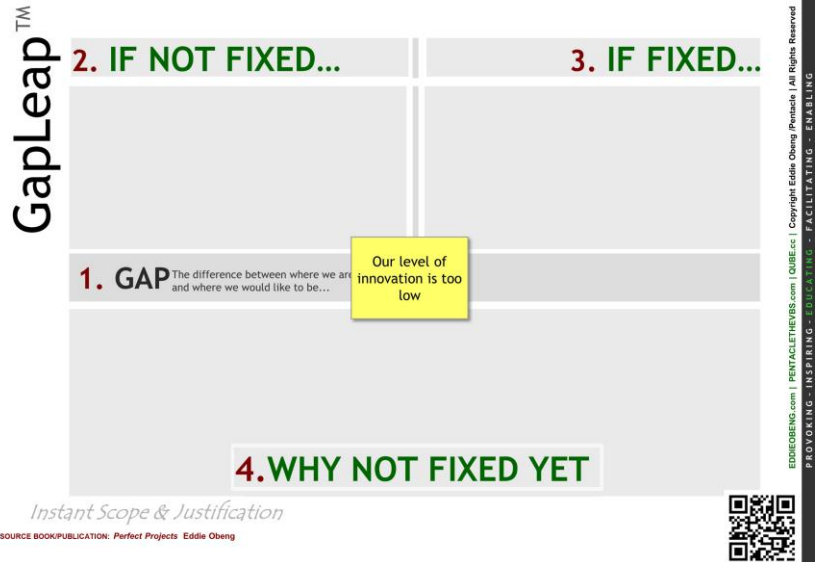 GapLeap™
2. IF NOT FIXED...
3. IF FIXED...
1. GAP
The difference between where we are
and where we would like to be...
Our level of
innovation is too
low
4.WHY NOT FIXED YET
Instant Scope & Justification
SOURCE BOOK/PUBLICATION: Perfect Projects Eddie Obeng
EDDIEOBENG.com | PENTACLETHEVBS.com | QUBE.cc | Copyright Eddie Obeng /Pentacle | All Rights Reserved
PROVOKING - INSPIRING - EDUCATING - FACILITATING - ENABLING